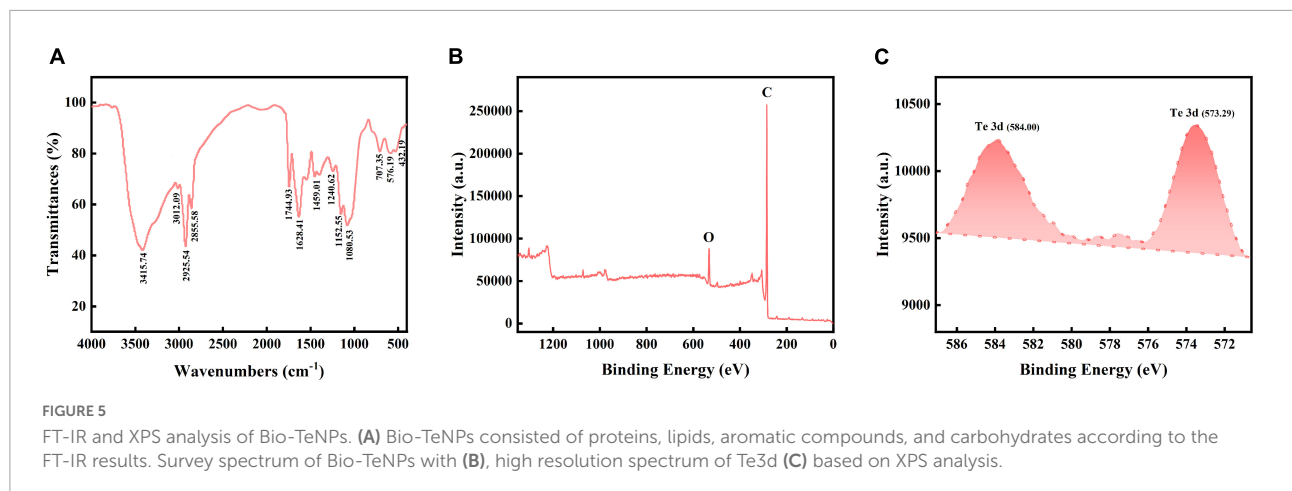 A
B
C
Transmittances (%)
100
80
60
40
20
3415.74
3012.09
2925.54
2855.58
1744.93
1628.41
1459.01
1240.62
1152.55
1080.53
707.35
576.19
432.19
4000 3500 3000 2500 2000 1500 1000 500
Wavenumbers (cm⁻¹)
Intensity (a.u.)
250000
200000
150000
100000
50000
0
O
C
1200 1000 800 600 400 200 0
Binding Energy (eV)
Intensity (a.u.)
10500
10000
9500
9000
Te 3d (584.00)
Te 3d (573.29)
586 584 582 580 578 576 574 572
Binding Energy (eV)
FIGURE 5
FT-IR and XPS analysis of Bio-TeNPs. (A) Bio-TeNPs consisted of proteins, lipids, aromatic compounds, and carbohydrates according to the
FT-IR results. Survey spectrum of Bio-TeNPs with (B), high resolution spectrum of Te3d (C) based on XPS analysis.